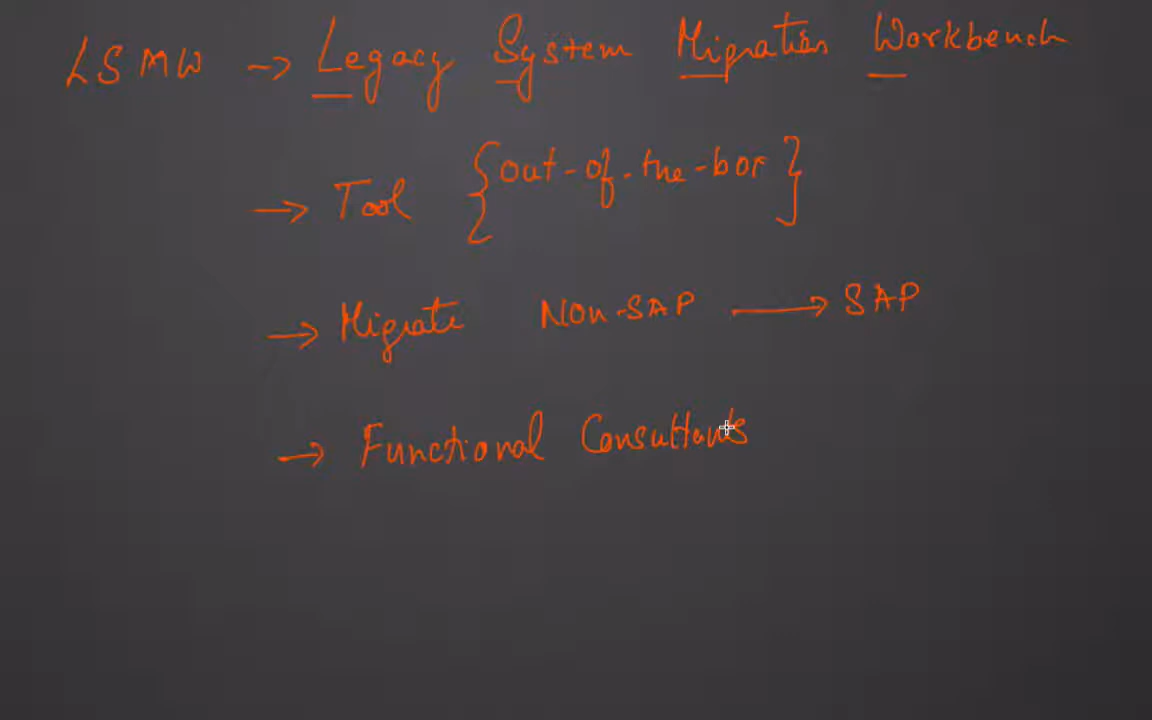 LSMW -> Legacy System Migration Workbench
-> Tool {out-of-the-box}
-> Migrate Non-SAP -> SAP
-> Functional Consultants